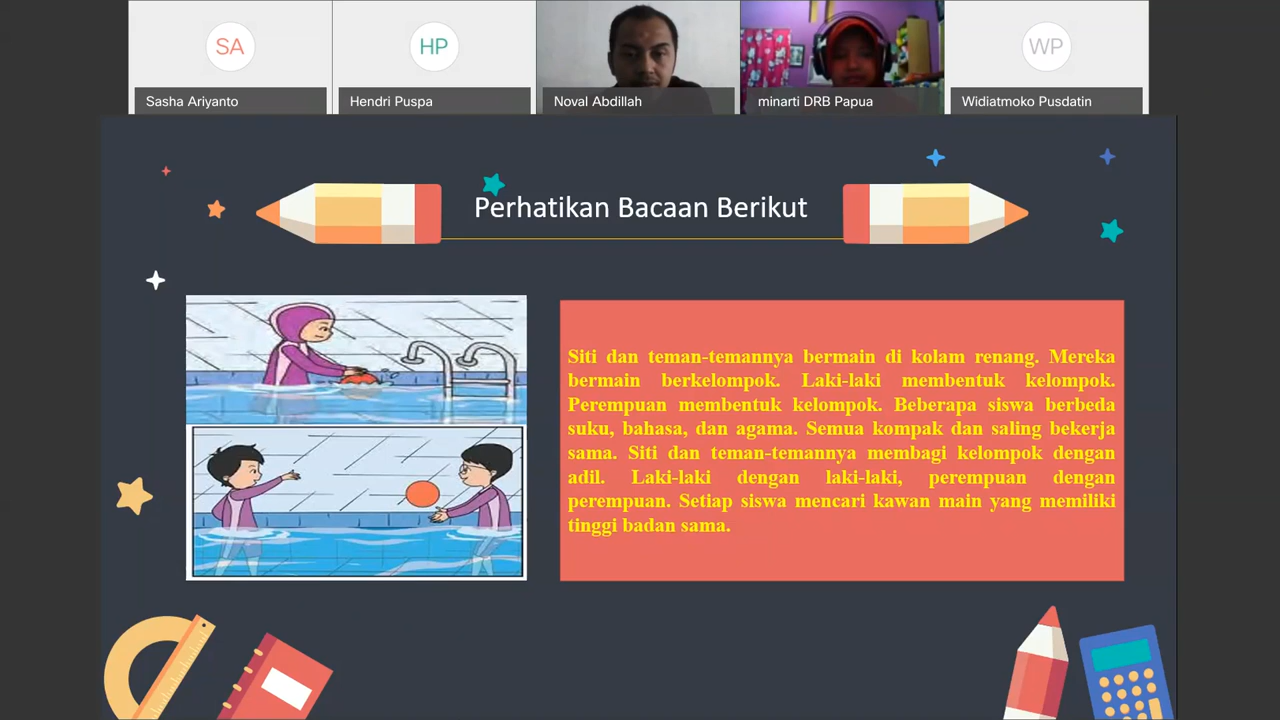 SA
HP
WP
Sasha Ariyanto
Hendri Puspa
Noval Abdillah
minarti DRB Papua
Widiatmoko Pusdatin
Perhatikan Bacaan Berikut
Siti dan teman-temannya bermain di kolam renang. Mereka
bermain berkelompok. Laki-laki membentuk kelompok.
Perempuan membentuk kelompok. Beberapa siswa berbeda
suku, bahasa, dan agama. Semua kompak dan saling bekerja
sama. Siti dan teman-temannya membagi kelompok dengan
adil. Laki-laki dengan laki-laki, perempuan dengan
perempuan. Setiap siswa mencari kawan main yang memiliki
tinggi badan sama.